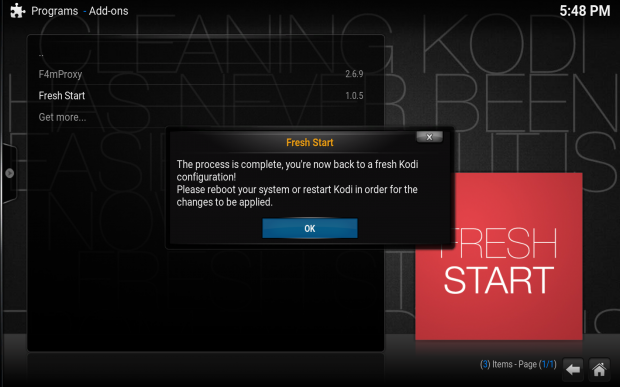 Programs - Add-ons
5:48 PM
CLEANING KODI
HAS NEVER BEEN
..
F4mProxy 2.6.9
Fresh Start 1.0.5
Get more...
Fresh Start
x
The process is complete, you're now back to a fresh Kodi
configuration!
Please reboot your system or restart Kodi in order for the
changes to be applied.
OK
FRESH
START
(3) Items - Page (1/1)